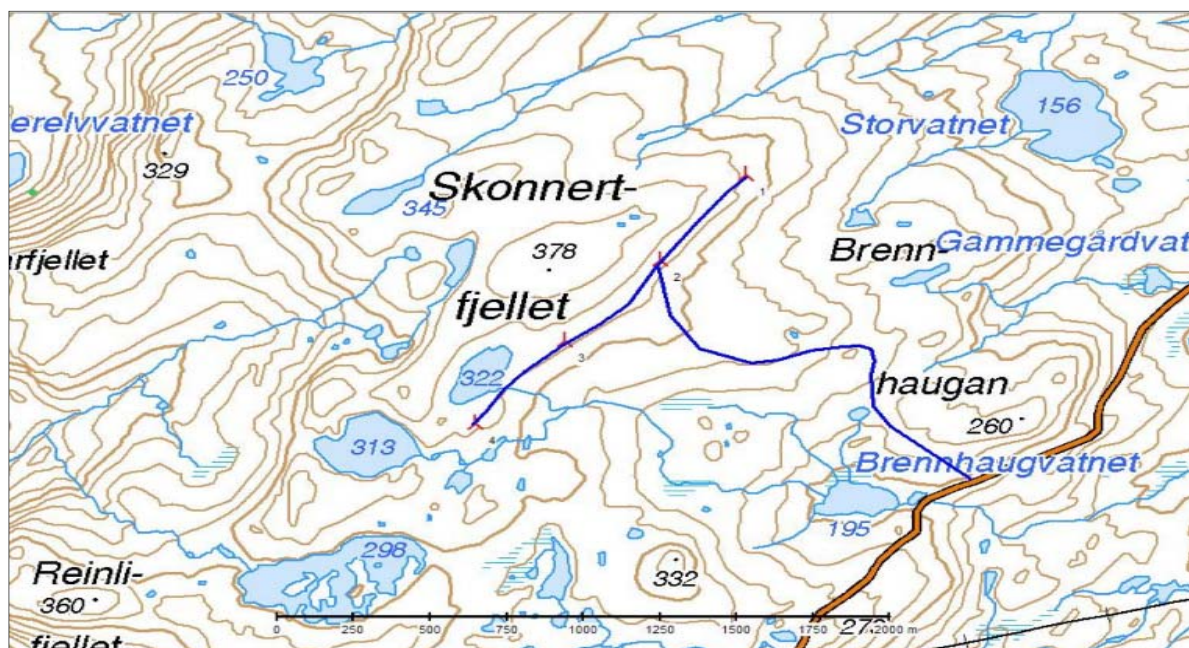 250
156
erelvvatnet
Storvatnet
329
Skonnert-
1
345
Brenn-
Gammegårdvat
378
2
arfjellet
fjellet
3
322
haugan
260
4
313
Brennhaugvatnet
195
298
332
Reinli-
360
0 250 500 750 1000 1250 1500 1750 2000 m
fjellet